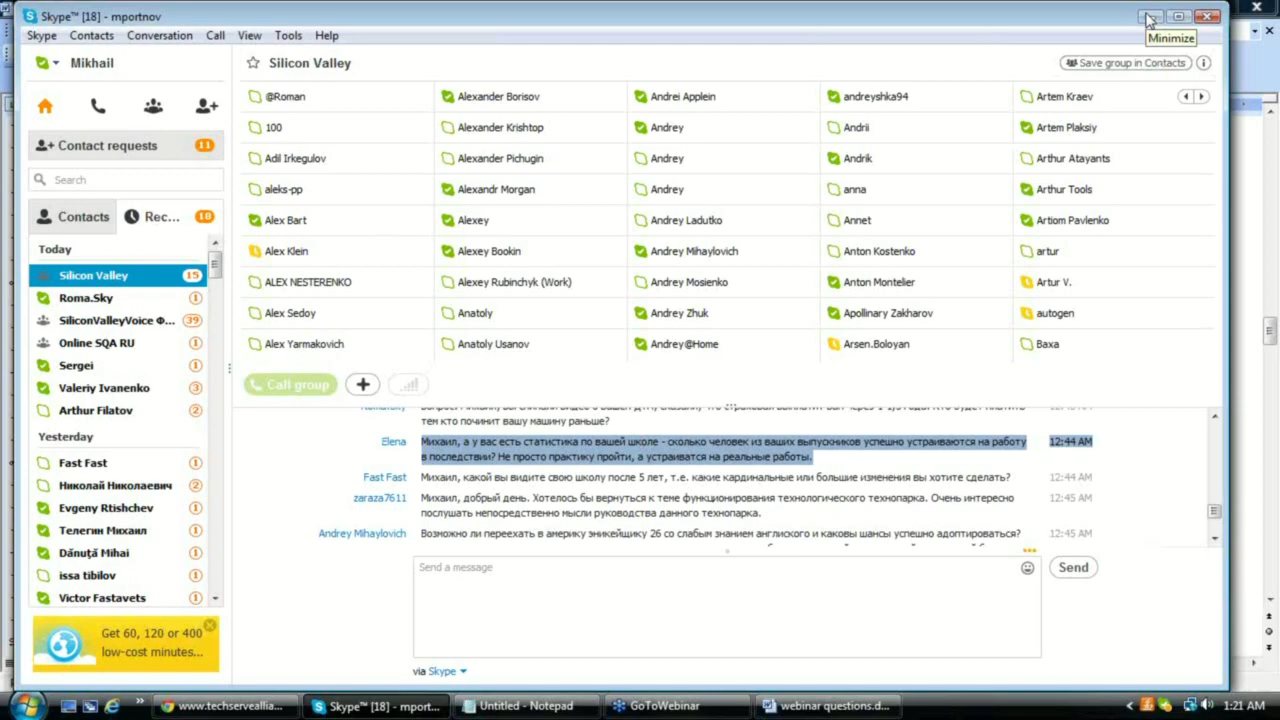 Skype™ [18] - mportnov
Minimize
Skype Contacts Conversation Call View Tools Help
Mikhail
Contact requests 11
Search
Contacts Rec... 18
Today
Silicon Valley 15
Roma.Sky 1
SiliconValleyVoice Ф... 39
Online SQA RU 1
Sergei 1
Valeriy Ivanenko 3
Arthur Filatov 2
Yesterday
Fast Fast 1
Николай Николаевич 2
Evgeny Rtishchev 1
Телегин Михаил 1
Dănuţă Mihai 1
issa tibilov 1
Victor Fastavets 1
Get 60, 120 or 400
low-cost minutes...
Silicon Valley
Save group in Contacts
@Roman Alexander Borisov Andrei Applein andreyshka94 Artem Kraev
100 Alexander Krishtop Andrey Andrii Artem Plaksiy
Adil Irkegulov Alexander Pichugin Andrey Andrik Arthur Atayants
aleks-pp Alexandr Morgan Andrey anna Arthur Tools
Alex Bart Alexey Andrey Ladutko Annet Artiom Pavlenko
Alex Klein Alexey Bookin Andrey Mihaylovich Anton Kostenko artur
ALEX NESTERENKO Alexey Rubinchyk (Work) Andrey Mosienko Anton Montelier Artur V.
Alex Sedoy Anatoly Andrey Zhuk Apollinary Zakharov autogen
Alex Yarmakovich Anatoly Usanov Andrey@Home Arsen.Boloyan Baxa
Call group
тем кто починит вашу машину раньше?
Elena Михаил, а у вас есть статистика по вашей школе - сколько человек из ваших выпускников успешно устраиваются на работу 12:44 AM
в последствии? Не просто практику пройти, а устраиватся на реальные работы.
Fast Fast Михаил, какой вы видите свою школу после 5 лет, т.е. какие кардинальные или большие изменения вы хотите сделать? 12:44 AM
zaraza7611 Михаил, добрый день. Хотелось бы вернуться к теме функционирования технологического технопарка. Очень интересно 12:45 AM
послушать непосредственно мысли руководства данного технопарка.
Andrey Mihaylovich Возможно ли переехать в америку эникейщику 26 со слабым знанием англиского и каковы шансы успешно адоптироваться? 12:45 AM
Send a message
Send
via Skype
www.techserveallia... Skype™ [18] - mport... Untitled - Notepad GoToWebinar webinar questions.d... 1:21 AM